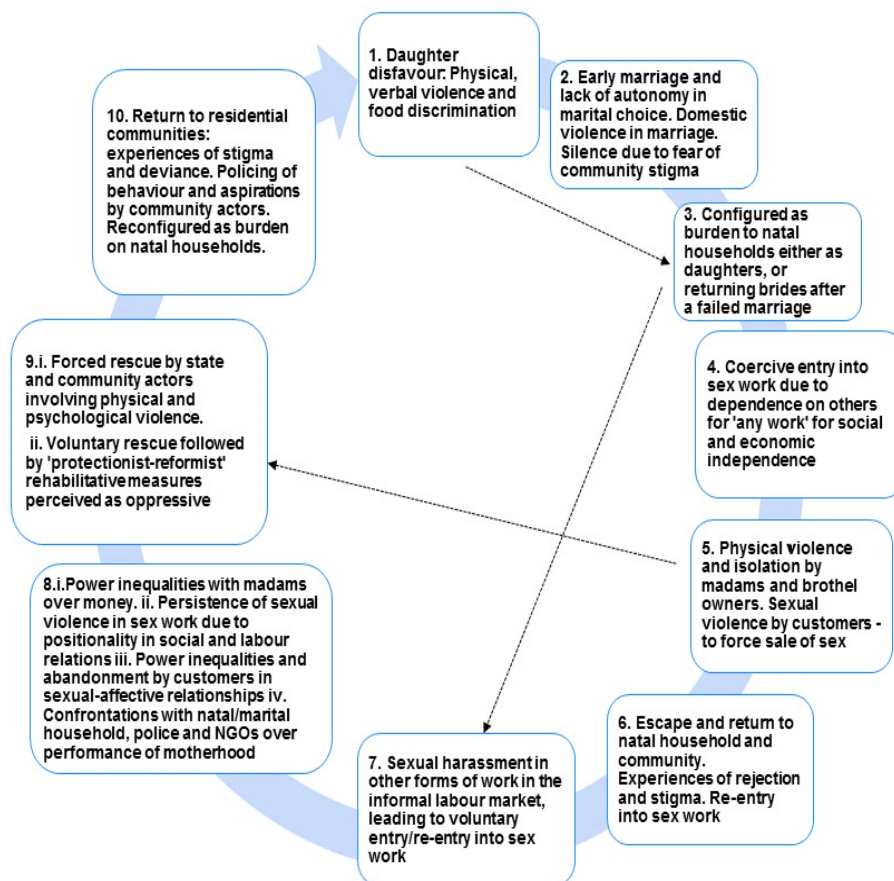 1. Daughter
disfavour: Physical,
verbal violence and
food discrimination
2. Early marriage and
lack of autonomy in
marital choice. Domestic
violence in marriage.
Silence due to fear of
community stigma
3. Configured as
burden to natal
households either as
daughters, or
returning brides after
a failed marriage
4. Coercive entry into
sex work due to
dependence on others
for 'any work' for social
and economic
independence
5. Physical violence
and isolation by
madams and brothel
owners. Sexual
violence by customers -
to force sale of sex
6. Escape and return to
natal household and
community.
Experiences of rejection
and stigma. Re-entry
into sex work
7. Sexual harassment in
other forms of work in the
informal labour market,
leading to voluntary
entry/re-entry into sex
work
8.i.Power inequalities with madams
over money. ii. Persistence of sexual
violence in sex work due to
positionality in social and labour
relations iii. Power inequalities and
abandonment by customers in
sexual-affective relationships iv.
Confrontations with natal/marital
household, police and NGOs over
performance of motherhood
9.i. Forced rescue by state
and community actors
involving physical and
psychological violence.
ii. Voluntary rescue followed
by 'protectionist-reformist'
rehabilitative measures
perceived as oppressive
10. Return to residential
communities:
experiences of stigma
and deviance. Policing of
behaviour and aspirations
by community actors.
Reconfigured as burden
on natal households.